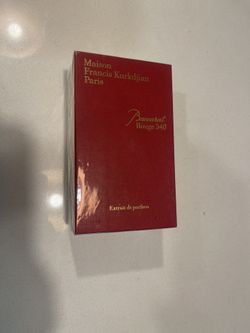 Maison
Francis Kurkdjian
Paris
Baccarat
Rouge 540
Extrait de parfum